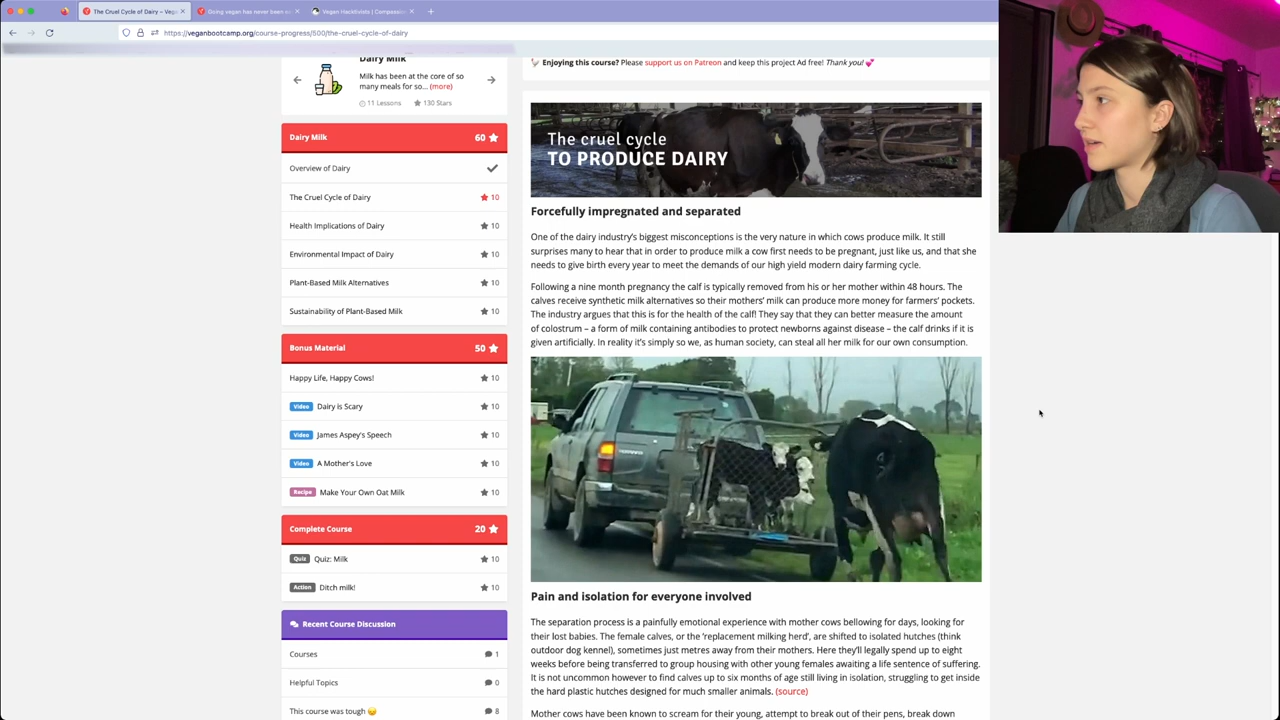 The Cruel Cycle of Dairy – Vega
Going vegan has never been e
Vegan Hacktivists | Compassion
https://veganbootcamp.org/course-progress/500/the-cruel-cycle-of-dairy
Dairy Milk
Milk has been at the core of so
many meals for so... (more)
11 Lessons 130 Stars
Dairy Milk 60
Overview of Dairy
The Cruel Cycle of Dairy 10
Health Implications of Dairy 10
Environmental Impact of Dairy 10
Plant-Based Milk Alternatives 10
Sustainability of Plant-Based Milk 10
Bonus Material 50
Happy Life, Happy Cows! 10
Video Dairy is Scary 10
Video James Aspey's Speech 10
Video A Mother's Love 10
Recipe Make Your Own Oat Milk 10
Complete Course 20
Quiz Quiz: Milk 10
Action Ditch milk! 10
Recent Course Discussion
Courses 1
Helpful Topics 0
This course was tough 😔 8
Enjoying this course? Please support us on Patreon and keep this project Ad free! Thank you! 💞
The cruel cycle
TO PRODUCE DAIRY
Forcefully impregnated and separated
One of the dairy industry's biggest misconceptions is the very nature in which cows produce milk. It still
surprises many to hear that in order to produce milk a cow first needs to be pregnant, just like us, and that she
needs to give birth every year to meet the demands of our high yield modern dairy farming cycle.
Following a nine month pregnancy the calf is typically removed from his or her mother within 48 hours. The
calves receive synthetic milk alternatives so their mothers' milk can produce more money for farmers' pockets.
The industry argues that this is for the health of the calf! They say that they can better measure the amount
of colostrum – a form of milk containing antibodies to protect newborns against disease – the calf drinks if it is
given artificially. In reality it's simply so we, as human society, can steal all her milk for our own consumption.
Pain and isolation for everyone involved
The separation process is a painfully emotional experience with mother cows bellowing for days, looking for
their lost babies. The female calves, or the 'replacement milking herd', are shifted to isolated hutches (think
outdoor dog kennel), sometimes just metres away from their mothers. Here they'll legally spend up to eight
weeks before being transferred to group housing with other young females awaiting a life sentence of suffering.
It is not uncommon however to find calves up to six months of age still living in isolation, struggling to get inside
the hard plastic hutches designed for much smaller animals. (source)
Mother cows have been known to scream for their young, attempt to break out of their pens, break down